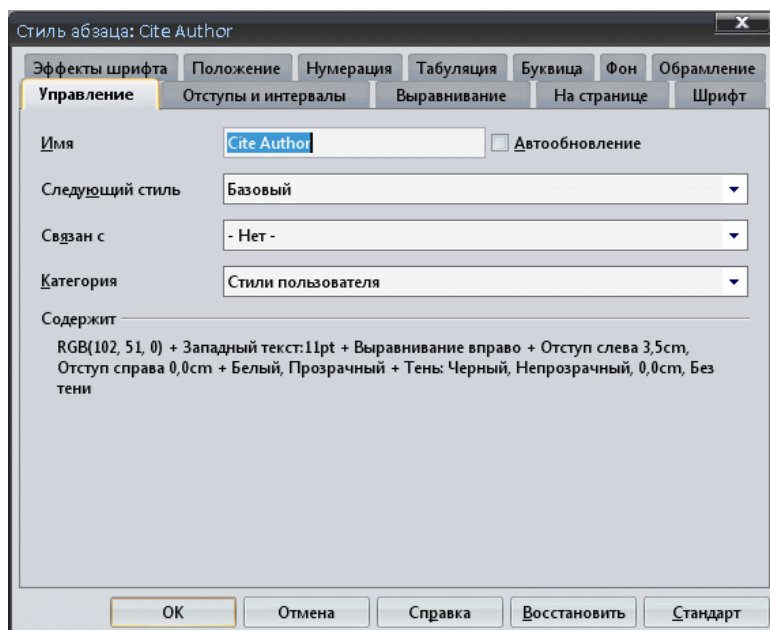 Стиль абзаца: Cite Author
x
Эффекты шрифта Положение Нумерация Табуляция Буквица Фон Обрамление
Управление Отступы и интервалы Выравнивание На странице Шрифт
Имя Cite Author Автообновление
Следующий стиль Базовый
Связан с - Нет -
Категория Стили пользователя
Содержит
RGB(102, 51, 0) + Западный текст:11pt + Выравнивание вправо + Отступ слева 3,5cm,
Отступ справа 0,0cm + Белый, Прозрачный + Тень: Черный, Непрозрачный, 0,0cm, Без
тени
OK Отмена Справка Восстановить Стандарт